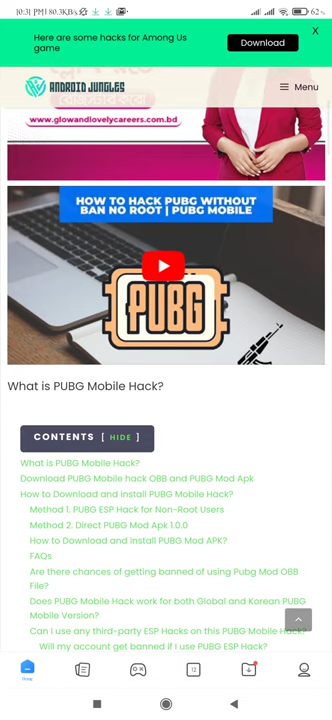 10:31 PM | 80.3KB/s
62
Here are some hacks for Among Us
game
Download
X
ANDROID JUNGLES
Menu
www.glowandlovelycareers.com.bd
HOW TO HACK PUBG WITHOUT
BAN NO ROOT | PUBG MOBILE
PUBG
What is PUBG Mobile Hack?
CONTENTS [ HIDE ]
What is PUBG Mobile Hack?
Download PUBG Mobile hack OBB and PUBG Mod Apk
How to Download and install PUBG Mobile Hack?
Method 1. PUBG ESP Hack for Non-Root Users
Method 2. Direct PUBG Mod Apk 1.0.0
How to Download and install PUBG Mod APK?
FAQs
Are there chances of getting banned of using Pubg Mod OBB
File?
Does PUBG Mobile Hack work for both Global and Korean PUBG
Mobile Version?
Can I use any third-party ESP Hacks on this PUBG Mobile Hack?
Will my account get banned if I use PUBG ESP Hack?
12